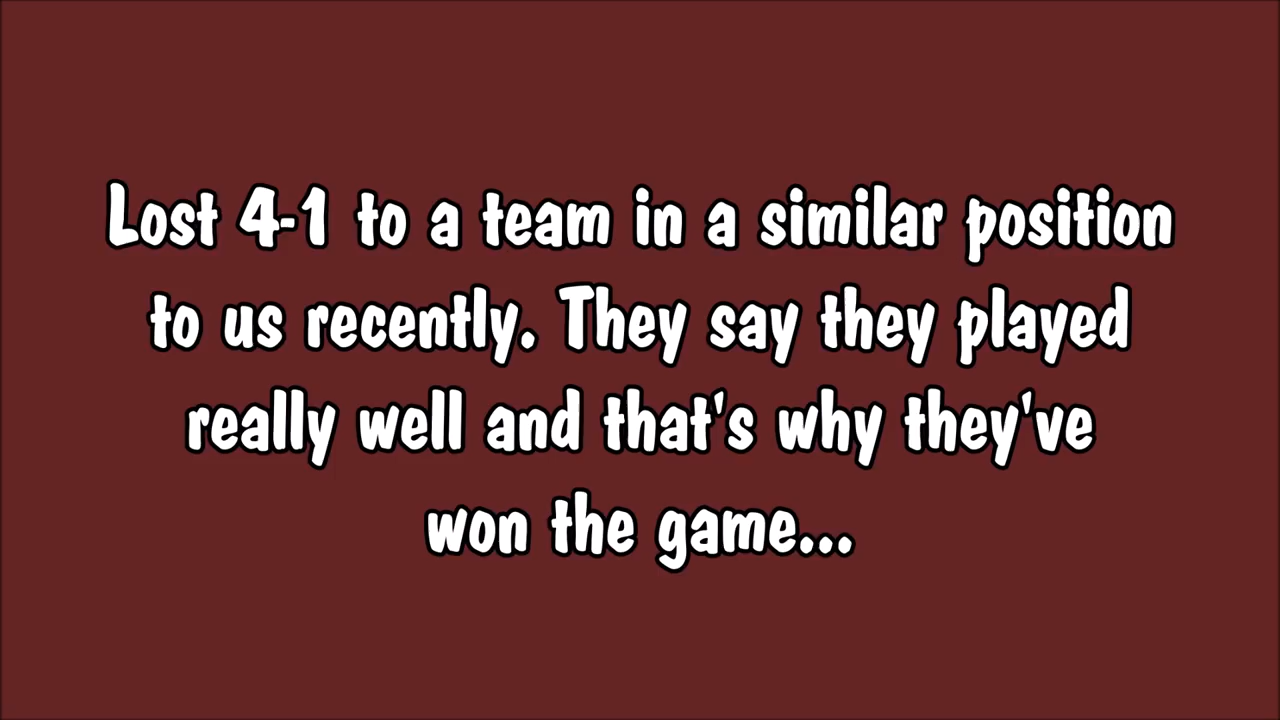 Lost 4-1 to a team in a similar position
to us recently. They say they played
really well and that's why they've
won the game...